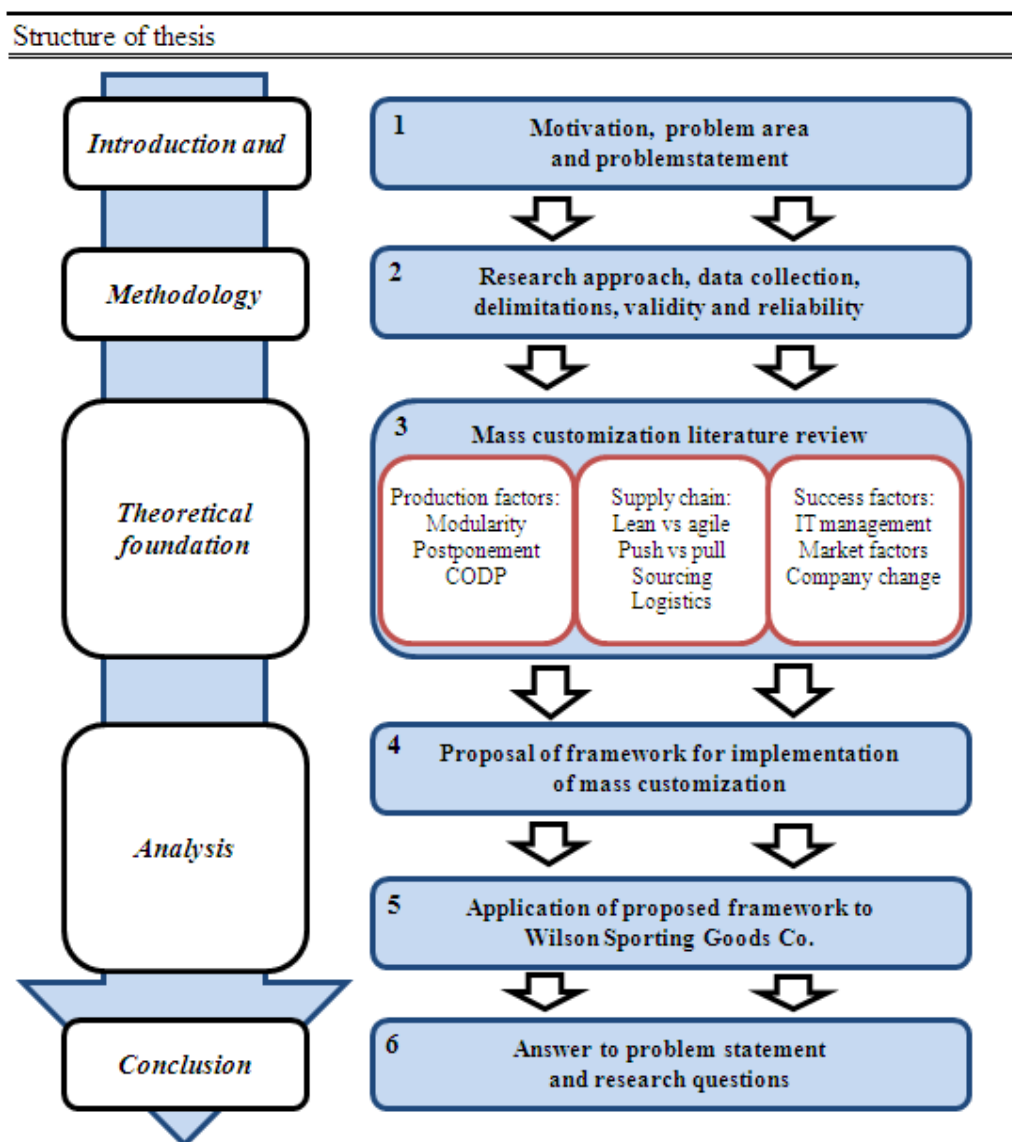 Structure of thesis
Introduction and
1
Motivation, problem area
and problemstatement
Methodology
2
Research approach, data collection,
delimitations, validity and reliability
Theoretical
foundation
3
Mass customization literature review
Production factors:
Modularity
Postponement
CODP
Supply chain:
Lean vs agile
Push vs pull
Sourcing
Logistics
Success factors:
IT management
Market factors
Company change
Analysis
4
Proposal of framework for implementation
of mass customization
5
Application of proposed framework to
Wilson Sporting Goods Co.
Conclusion
6
Answer to problem statement
and research questions